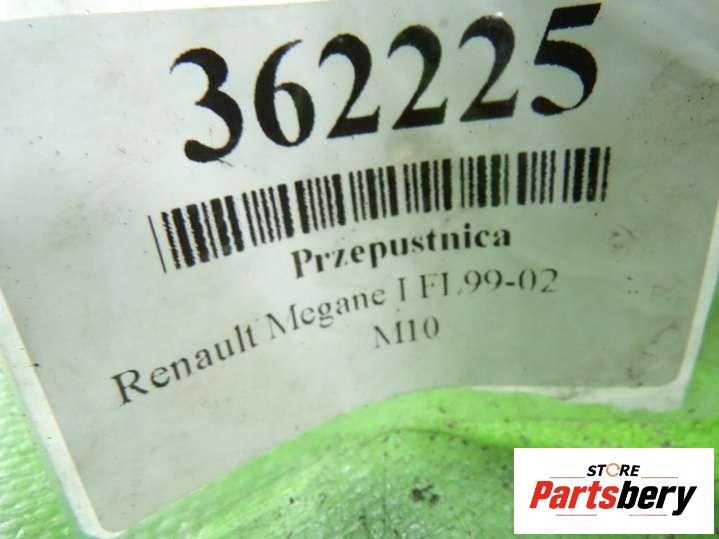 362225
Przepustnica
Renault Megane I FL99-02
M10
STORE
Partsbery